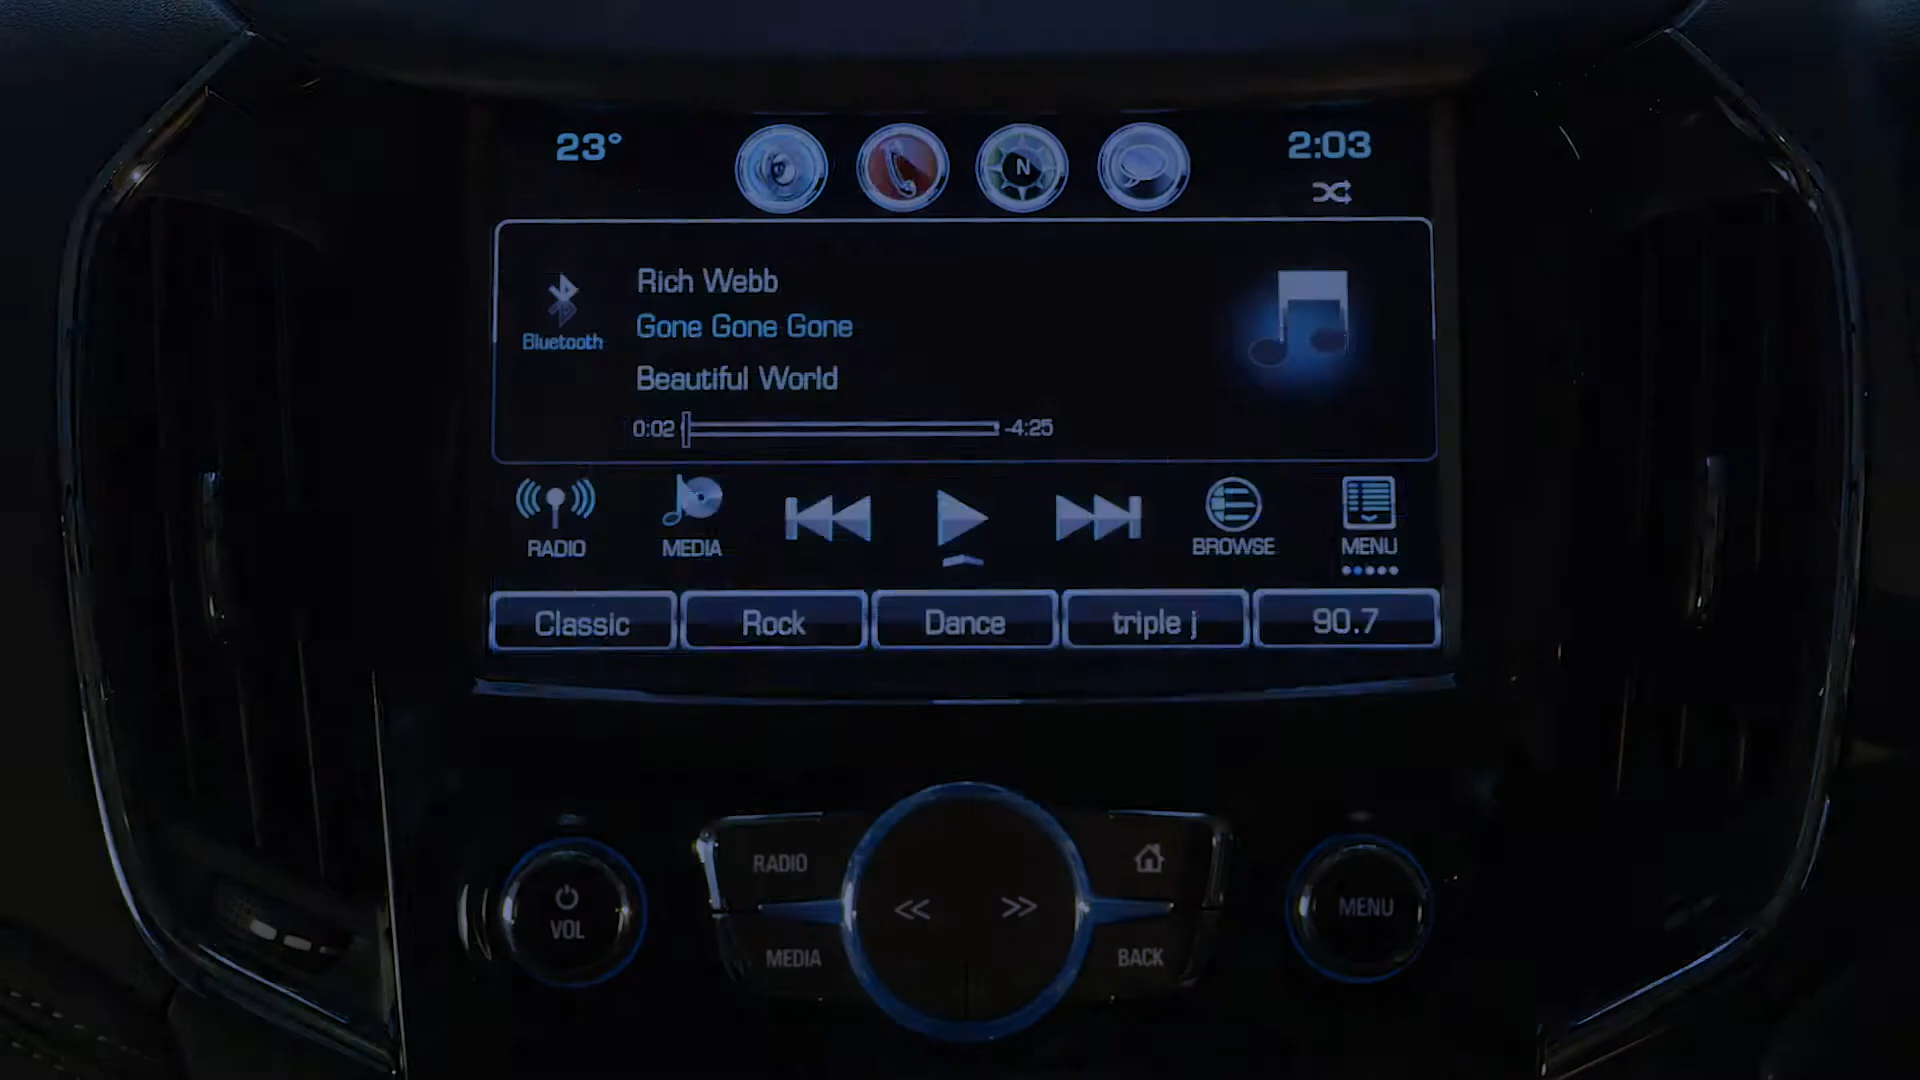 23°
N
2:03
Rich Webb
Gone Gone Gone
Bluetooth
Beautiful World
0:02
-4:25
RADIO
MEDIA
BROWSE
MENU
Classic
Rock
Dance
triple j
90.7
RADIO
VOL
<<
>>
MENU
MEDIA
BACK